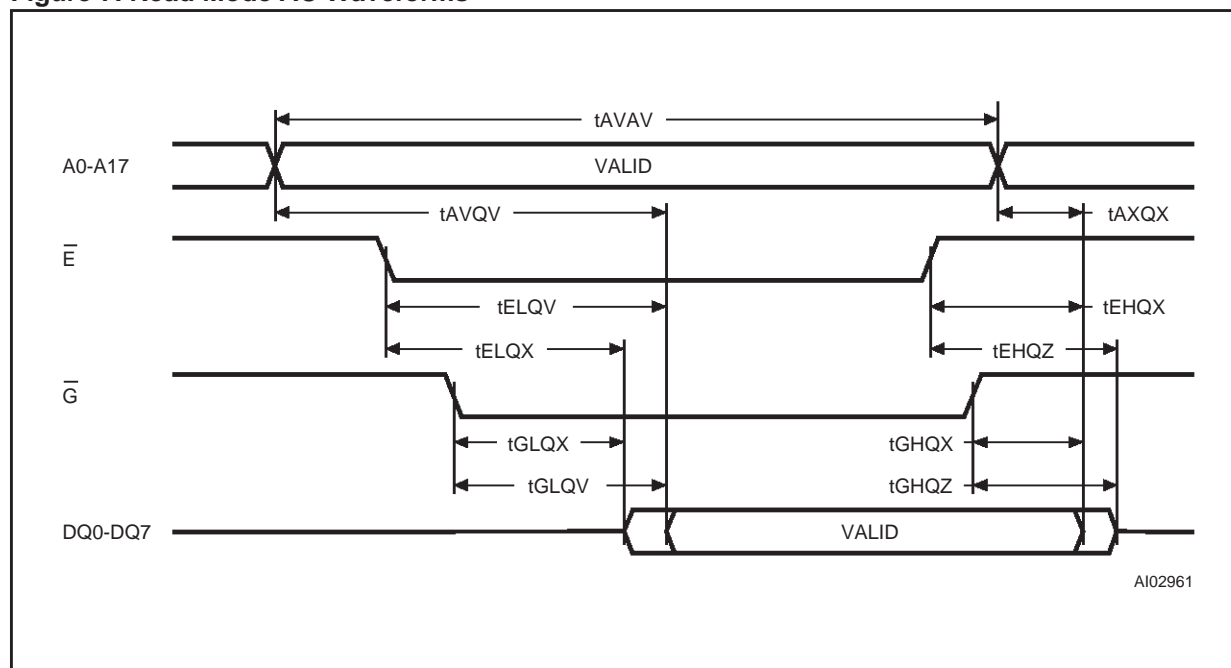 Figure 7. Read Mode AC Waveforms
tAVAV
A0-A17
VALID
tAVQV
tAXQX
E
tELQV
tEHQX
tELQX
tEHQZ
G
tGLQX
tGHQX
tGLQV
tGHQZ
DQ0-DQ7
VALID
AI02961